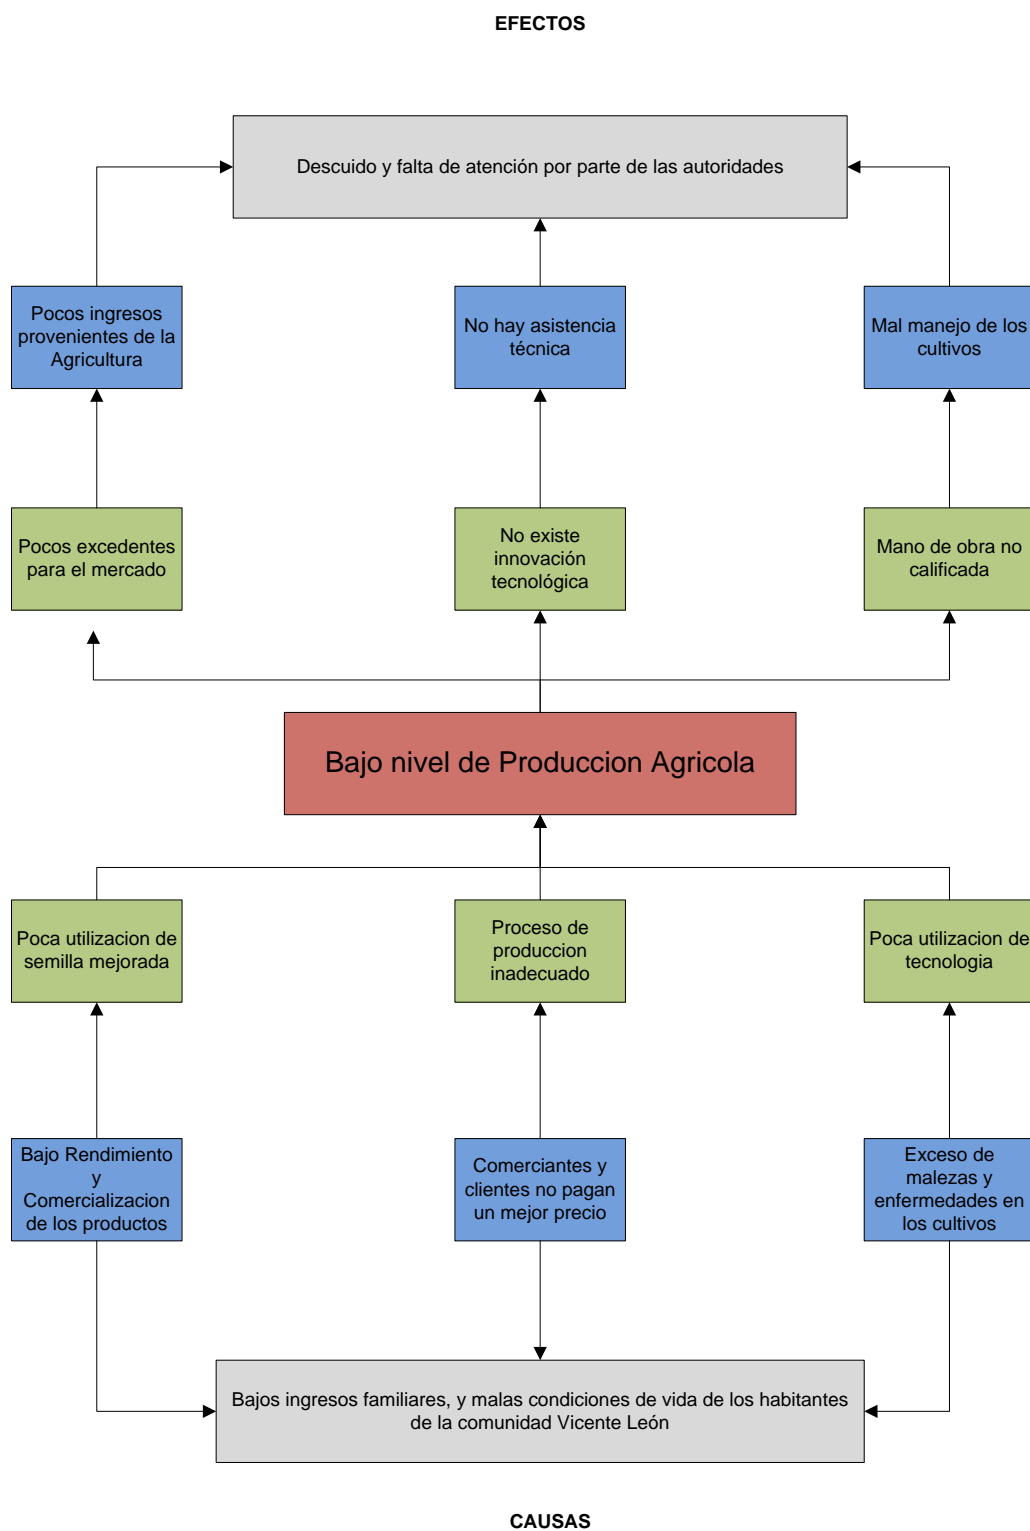 EFECTOS
Descuido y falta de atención por parte de las autoridades
Pocos ingresos
provenientes de la
Agricultura
No hay asistencia
técnica
Mal manejo de los
cultivos
Pocos excedentes
para el mercado
No existe
innovación
tecnológica
Mano de obra no
calificada
Bajo nivel de Produccion Agricola
Poca utilizacion de
semilla mejorada
Proceso de
produccion
inadecuado
Poca utilizacion de
tecnologia
Bajo Rendimiento
y
Comercializacion
de los productos
Comerciantes y
clientes no pagan
un mejor precio
Exceso de
malezas y
enfermedades en
los cultivos
Bajos ingresos familiares, y malas condiciones de vida de los habitantes
de la comunidad Vicente León
CAUSAS